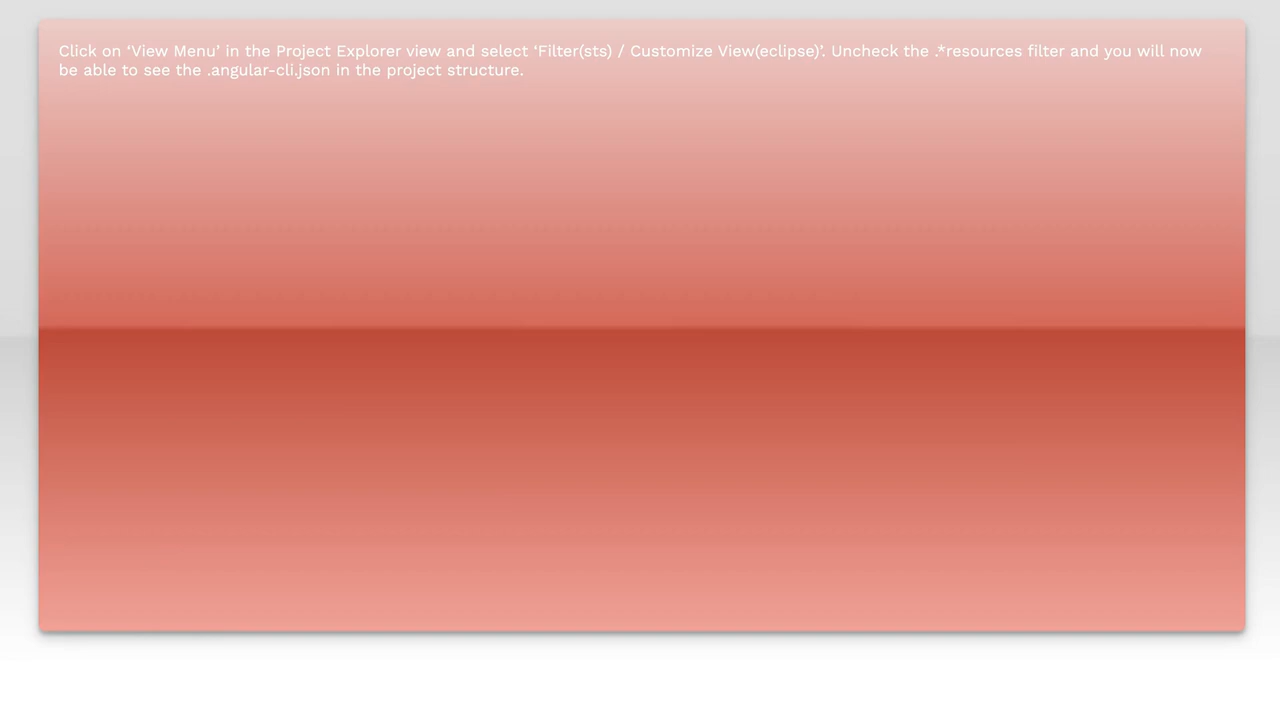 Click on ‘View Menu’ in the Project Explorer view and select ‘Filter(sts) / Customize View(eclipse)’. Uncheck the .*resources filter and you will now
be able to see the .angular-cli.json in the project structure.